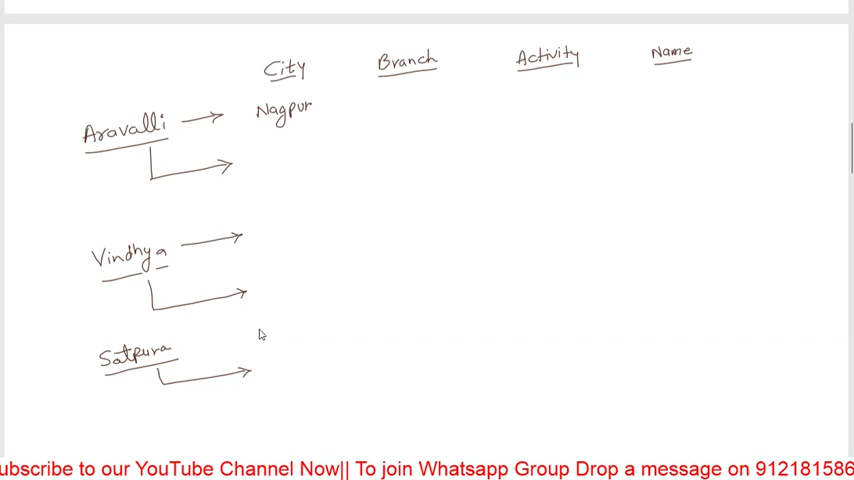 City Branch Activity Name
Aravalli Nagpur
Vindhya
Satpura
ubscribe to our YouTube Channel Now|| To join Whatsapp Group Drop a message on 912181586